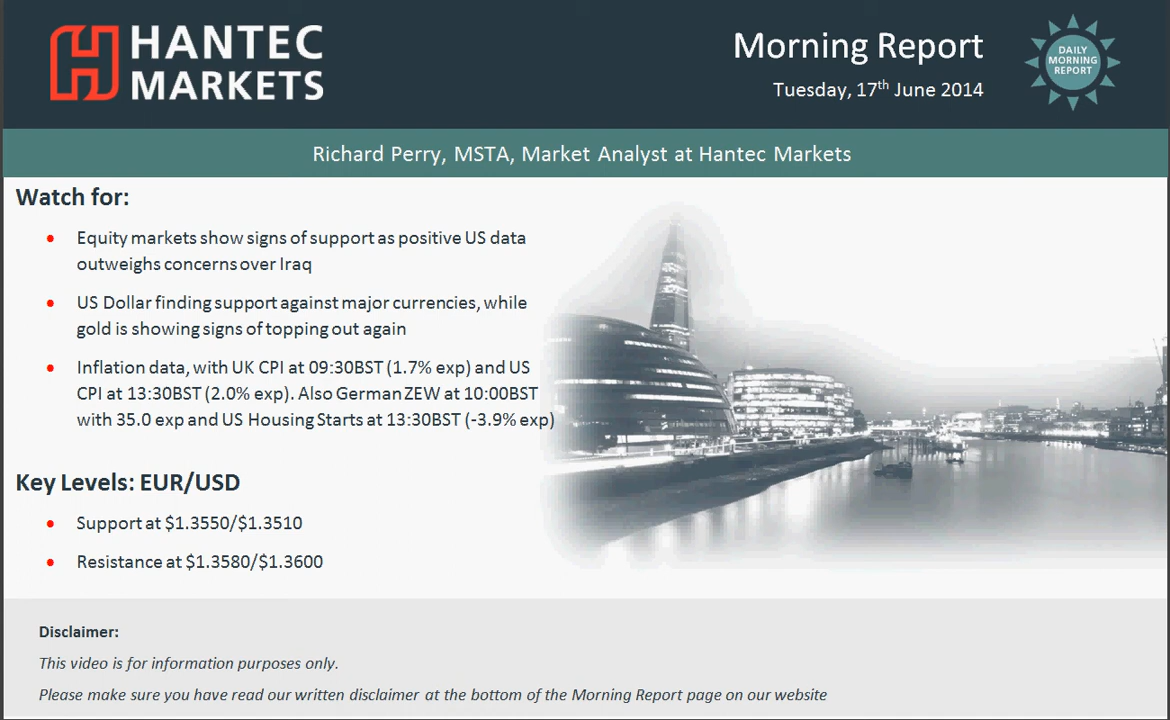 HANTEC
MARKETS
Morning Report
Tuesday, 17th June 2014
DAILY
MORNING
REPORT
Richard Perry, MSTA, Market Analyst at Hantec Markets
Watch for:
Equity markets show signs of support as positive US data
outweighs concerns over Iraq
US Dollar finding support against major currencies, while
gold is showing signs of topping out again
Inflation data, with UK CPI at 09:30BST (1.7% exp) and US
CPI at 13:30BST (2.0% exp). Also German ZEW at 10:00BST
with 35.0 exp and US Housing Starts at 13:30BST (-3.9% exp)
Key Levels: EUR/USD
Support at $1.3550/$1.3510
Resistance at $1.3580/$1.3600
Disclaimer:
This video is for information purposes only.
Please make sure you have read our written disclaimer at the bottom of the Morning Report page on our website